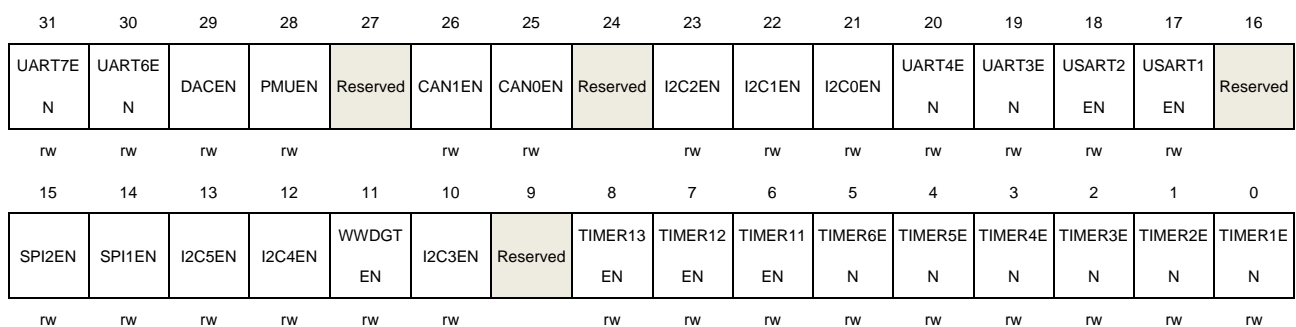 31 30 29 28 27 26 25 24 23 22 21 20 19 18 17 16
UART7E UART6E UART4E UART3E USART2 USART1
DACEN PMUEN Reserved CAN1EN CAN0EN Reserved I2C2EN I2C1EN I2C0EN Reserved
N N N N EN EN
rw rw rw rw rw rw rw rw rw rw rw rw rw
15 14 13 12 11 10 9 8 7 6 5 4 3 2 1 0
WWDGT TIMER13 TIMER12 TIMER11 TIMER6E TIMER5E TIMER4E TIMER3E TIMER2E TIMER1E
SPI2EN SPI1EN I2C5EN I2C4EN I2C3EN Reserved
EN EN EN EN N N N N N N
rw rw rw rw rw rw rw rw rw rw rw rw rw rw rw